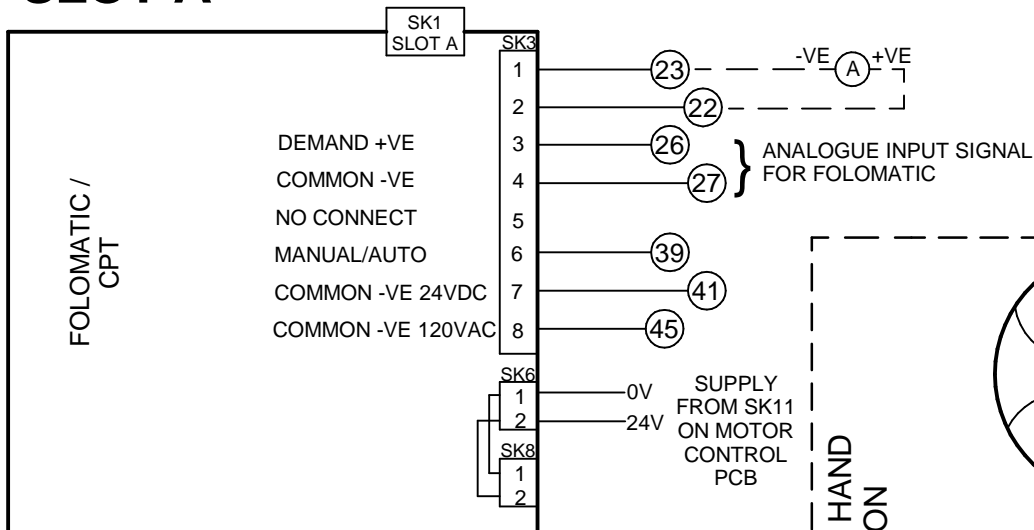 SK1
SLOT A
SK3
1
23
-VE A +VE
2
22
DEMAND +VE
3
26
COMMON -VE
4
27
ANALOGUE INPUT SIGNAL
FOR FOLOMATIC
NO CONNECT
5
MANUAL/AUTO
6
39
COMMON -VE 24VDC
7
41
COMMON -VE 120VAC
8
45
FOLOMATIC /
CPT
SK6
1
0V
2
24V
SUPPLY
FROM SK11
ON MOTOR
CONTROL
PCB
SK8
1
2
HAND
ON